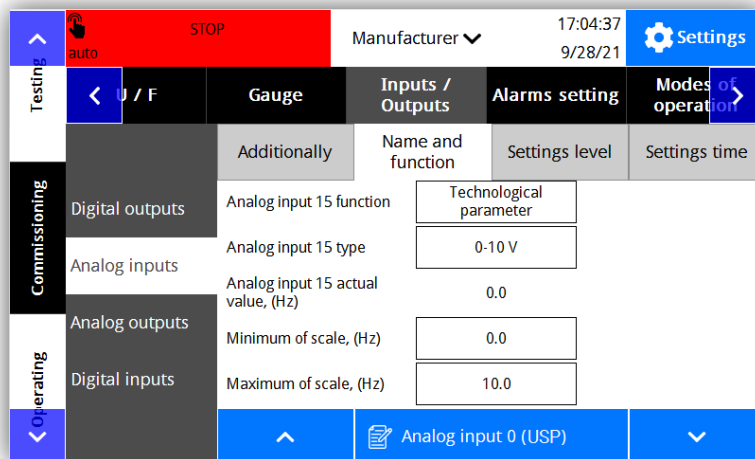 STOP
auto
Manufacturer
17:04:37
9/28/21
Settings
Testing
Commissioning
Operating
U / F
Gauge
Inputs /
Outputs
Alarms setting
Modes of
operation
Additionally
Name and
function
Settings level
Settings time
Digital outputs
Analog inputs
Analog outputs
Digital inputs
Analog input 15 function
Technological
parameter
Analog input 15 type
0-10 V
Analog input 15 actual
value, (Hz)
0.0
Minimum of scale, (Hz)
0.0
Maximum of scale, (Hz)
10.0
Analog input 0 (USP)